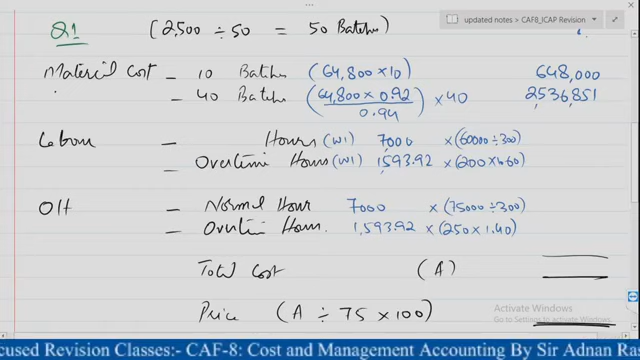 updated notes > CAF8_ICAP Revision
Q1 (2,500 ÷ 50 = 50 Batches)
Material Cost – 10 Batches (64,800 × 10) 648,000
– 40 Batches (64,800 × 0.92 / 0.94) × 40 2,536,851
Labour – Hours (W1) 7000 × (60000 ÷ 300)
– Overtime Hours (W1) 1,593.92 × (200 × 1.60)
OH – Normal Hour 7000 × (75000 ÷ 300)
– Overtime Hour. 1,593.92 × (250 × 1.40)
Total Cost (A)
Price (A ÷ 75 × 100)
Activate Windows
Go to Settings to activate Windows.
cused Revision Classes:- CAF-8: Cost and Management Accounting By Sir Adnan Ra